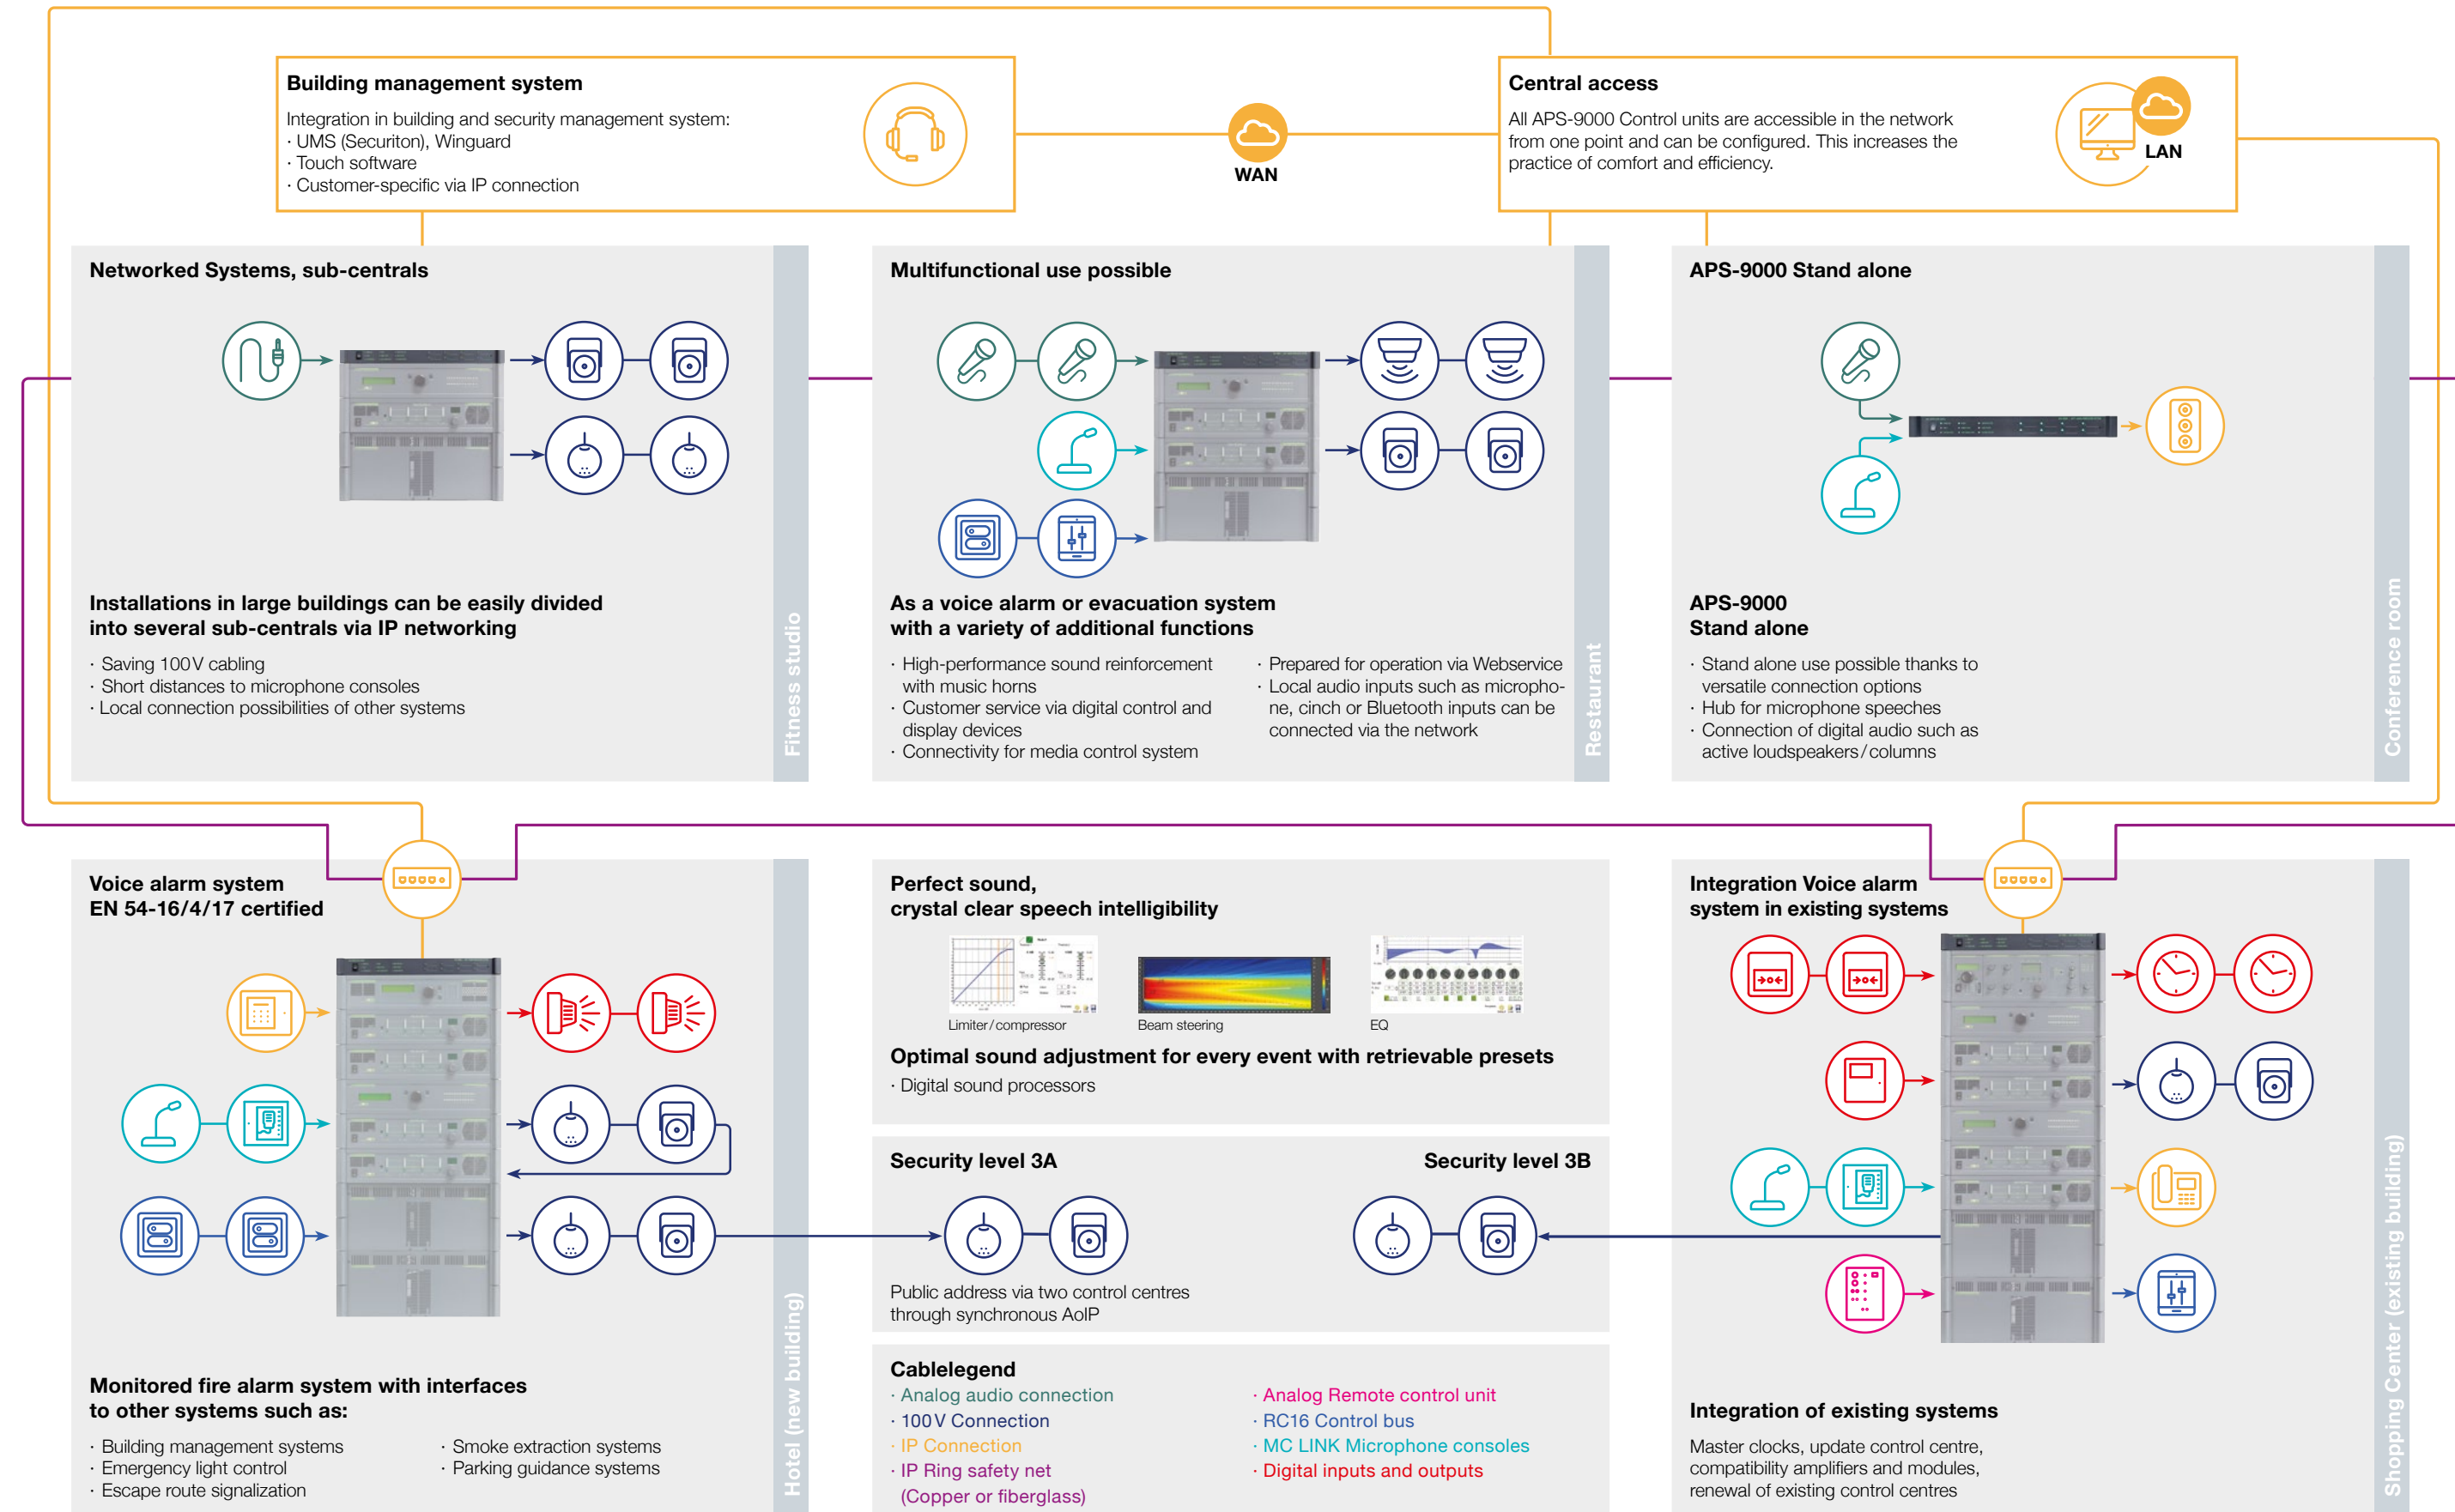 Building management system
Integration in building and security management system:
· UMS (Securiton), Winguard
· Touch software
· Customer-specific via IP connection
WAN
Central access
All APS-9000 Control units are accessible in the network
from one point and can be configured. This increases the
practice of comfort and efficiency.
LAN
Networked Systems, sub-centrals
Installations in large buildings can be easily divided
into several sub-centrals via IP networking
· Saving 100 V cabling
· Short distances to microphone consoles
· Local connection possibilities of other systems
Fitness studio
Multifunctional use possible
As a voice alarm or evacuation system
with a variety of additional functions
· High-performance sound reinforcement
with music horns
· Customer service via digital control and
display devices
· Connectivity for media control system
· Prepared for operation via Webservice
· Local audio inputs such as micropho-
ne, cinch or Bluetooth inputs can be
connected via the network
Restaurant
APS-9000 Stand alone
APS-9000
Stand alone
· Stand alone use possible thanks to
versatile connection options
· Hub for microphone speeches
· Connection of digital audio such as
active loudspeakers/columns
Conference room
Voice alarm system
EN 54-16/4/17 certified
Monitored fire alarm system with interfaces
to other systems such as:
· Building management systems
· Emergency light control
· Escape route signalization
· Smoke extraction systems
· Parking guidance systems
Hotel (new building)
Perfect sound,
crystal clear speech intelligibility
Limiter/compressor
Beam steering
EQ
Optimal sound adjustment for every event with retrievable presets
· Digital sound processors
Security level 3A
Security level 3B
Public address via two control centres
through synchronous AoIP
Cablelegend
· Analog audio connection
· 100 V Connection
· IP Connection
· IP Ring safety net
(Copper or fiberglass)
· Analog Remote control unit
· RC16 Control bus
· MC LINK Microphone consoles
· Digital inputs and outputs
Integration Voice alarm
system in existing systems
Integration of existing systems
Master clocks, update control centre,
compatibility amplifiers and modules,
renewal of existing control centres
Shopping Center (existing building)